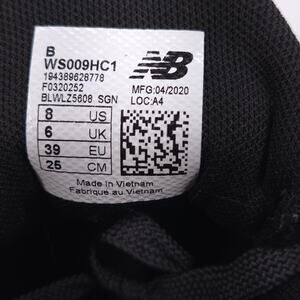 B
WS009HC1
194389628778
F0320252
BLWLZ5608 SGN
NB
MFG:04/2020
LOC:A4
8 US
6 UK
39 EU
25 CM
Made in Vietnam
Fabriqué au Vietnam